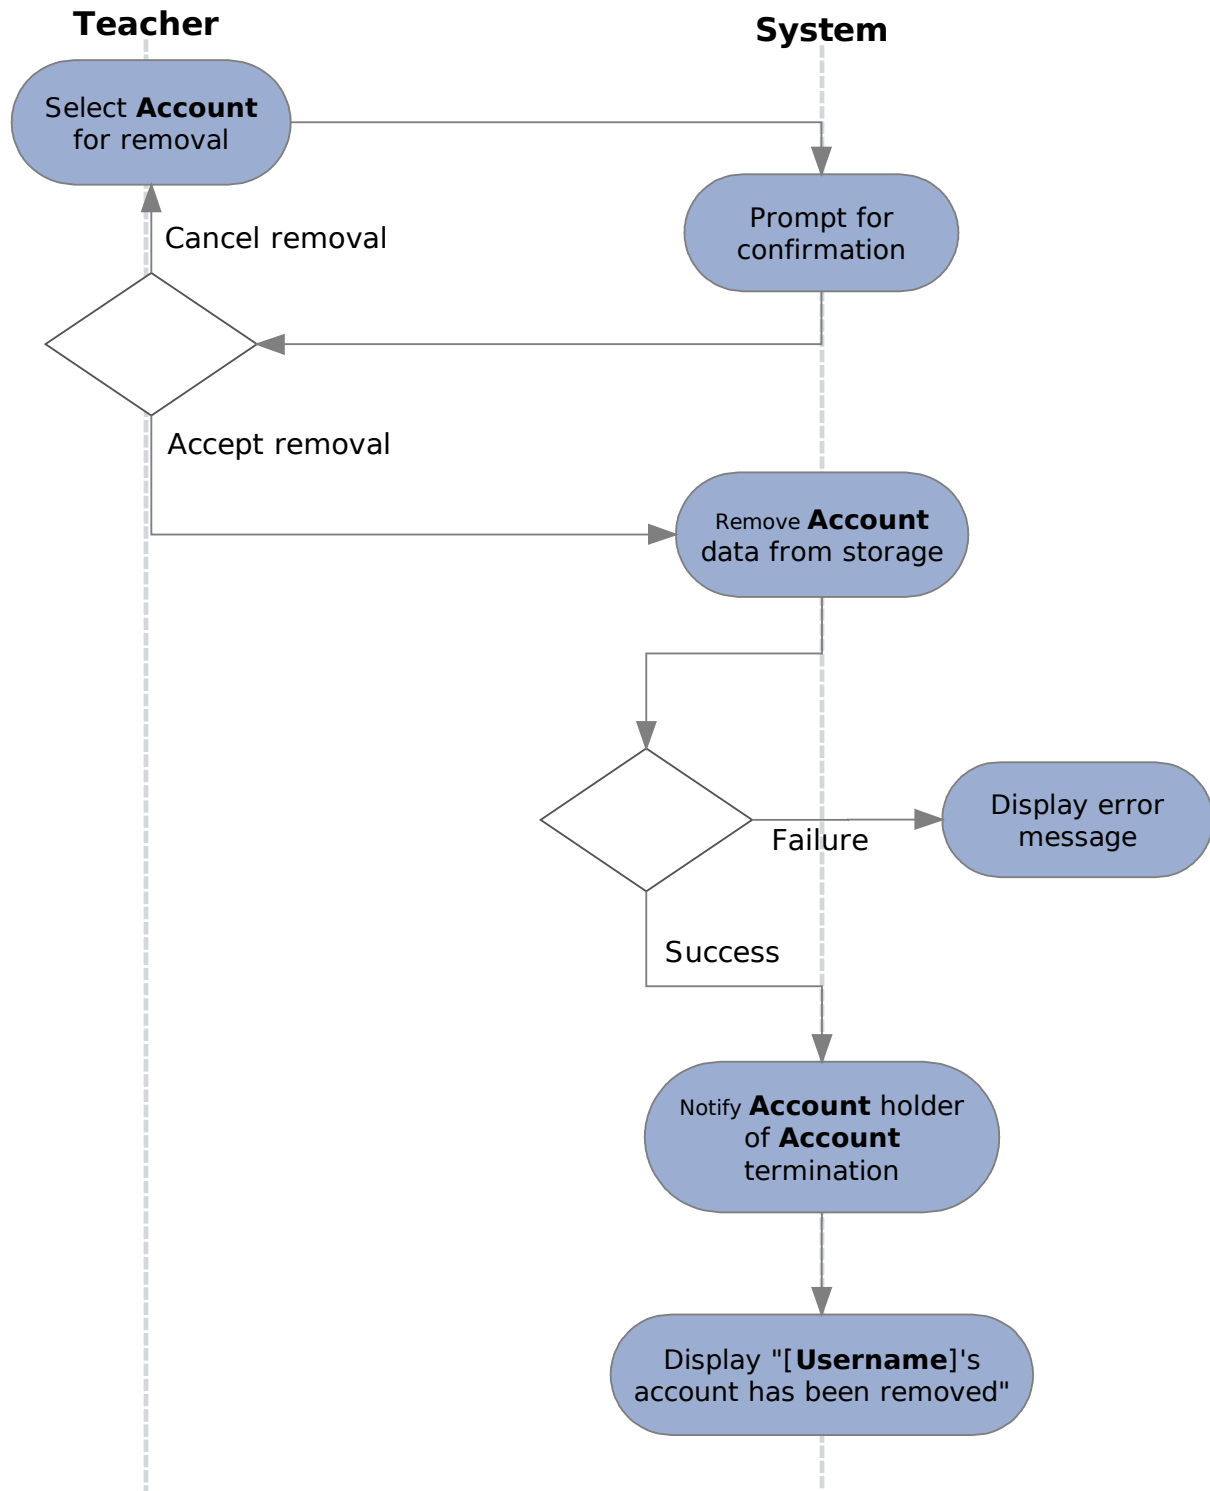 Teacher
System
Select Account
for removal
Prompt for
confirmation
Cancel removal
Accept removal
Remove Account
data from storage
Display error
message
Failure
Success
Notify Account holder
of Account
termination
Display "[Username]'s
account has been removed"